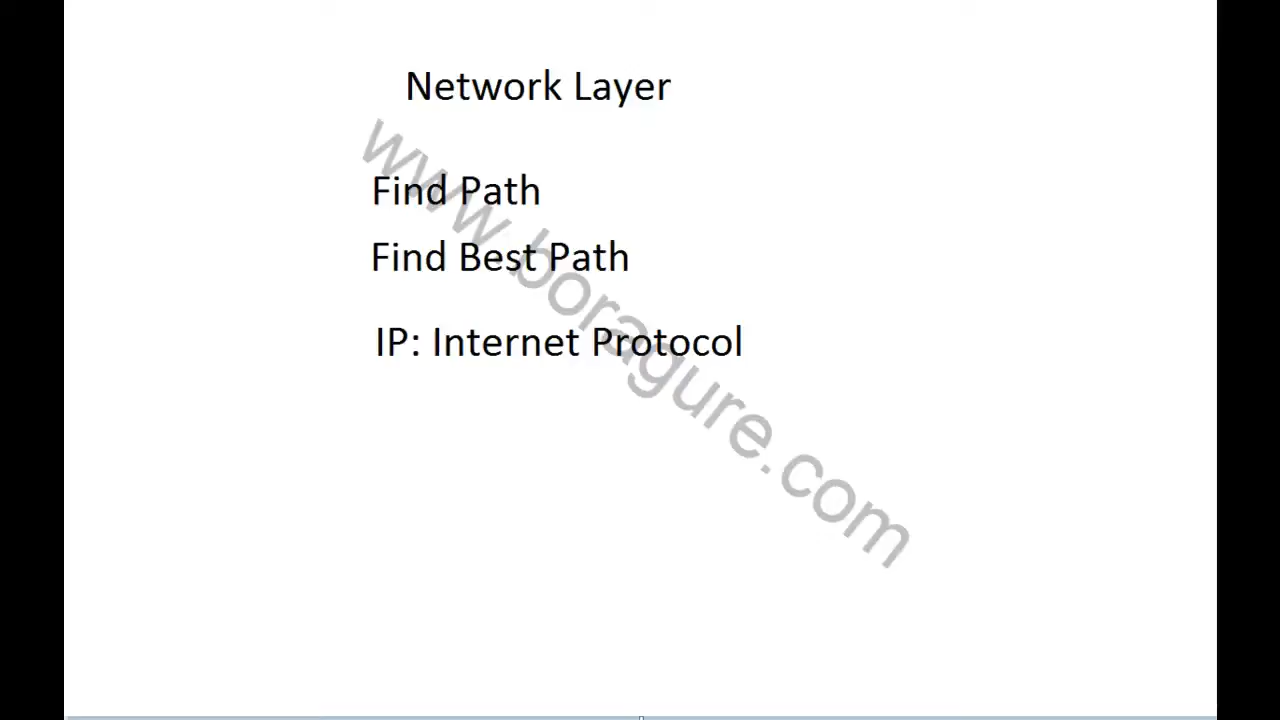 Network Layer
Find Path
Find Best Path
IP: Internet Protocol
www.boragure.com